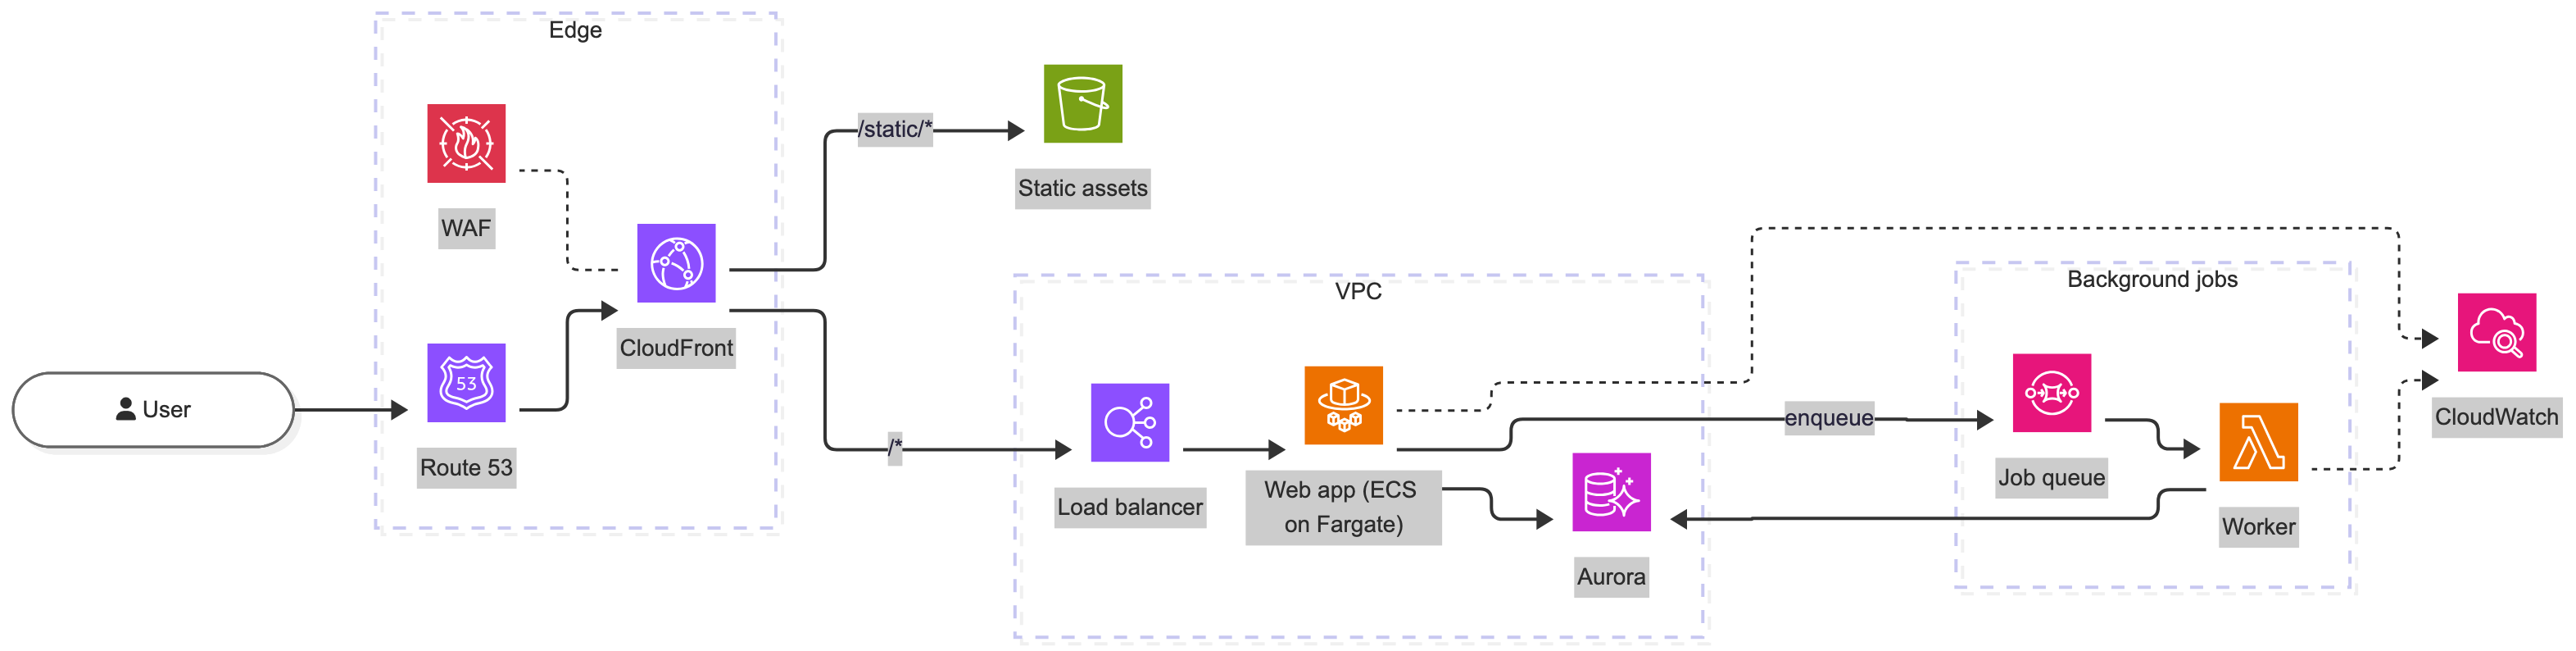 Edge
WAF
CloudFront
53
Route 53
User
/static/*
Static assets
/*
VPC
Load balancer
Web app (ECS
on Fargate)
Aurora
enqueue
Background jobs
Job queue
Worker
CloudWatch